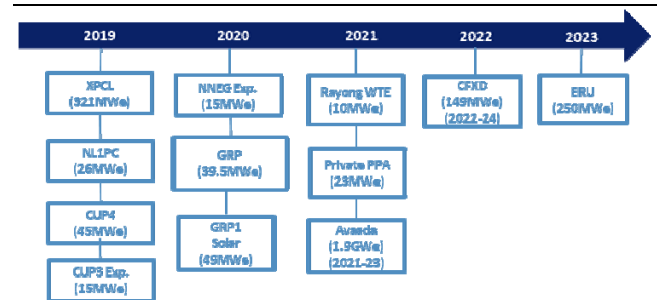 2019
2020
2021
2022
2023
XPCL
(321MWe)
NL1PC
(26MWe)
CUP4
(45MWe)
CUP3 Exp.
(15MWe)
NNEG Exp.
(15MWe)
GRP
(39.5MWe)
GRP1
Solar
(49MWe)
Rayong WTE
(10MWe)
Private PPA
(23MWe)
Avaada
(1.9GWe)
(2021-23)
CFXD
(149MWe)
(2022-24)
ERU
(250MWe)